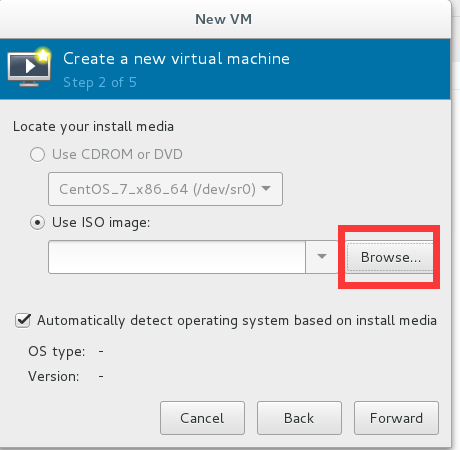 New VM
Create a new virtual machine
Step 2 of 5
Locate your install media
Use CDROM or DVD
CentOS_7_x86_64 (/dev/sr0)
Use ISO image:
Browse...
Automatically detect operating system based on install media
OS type: -
Version: -
Cancel Back Forward